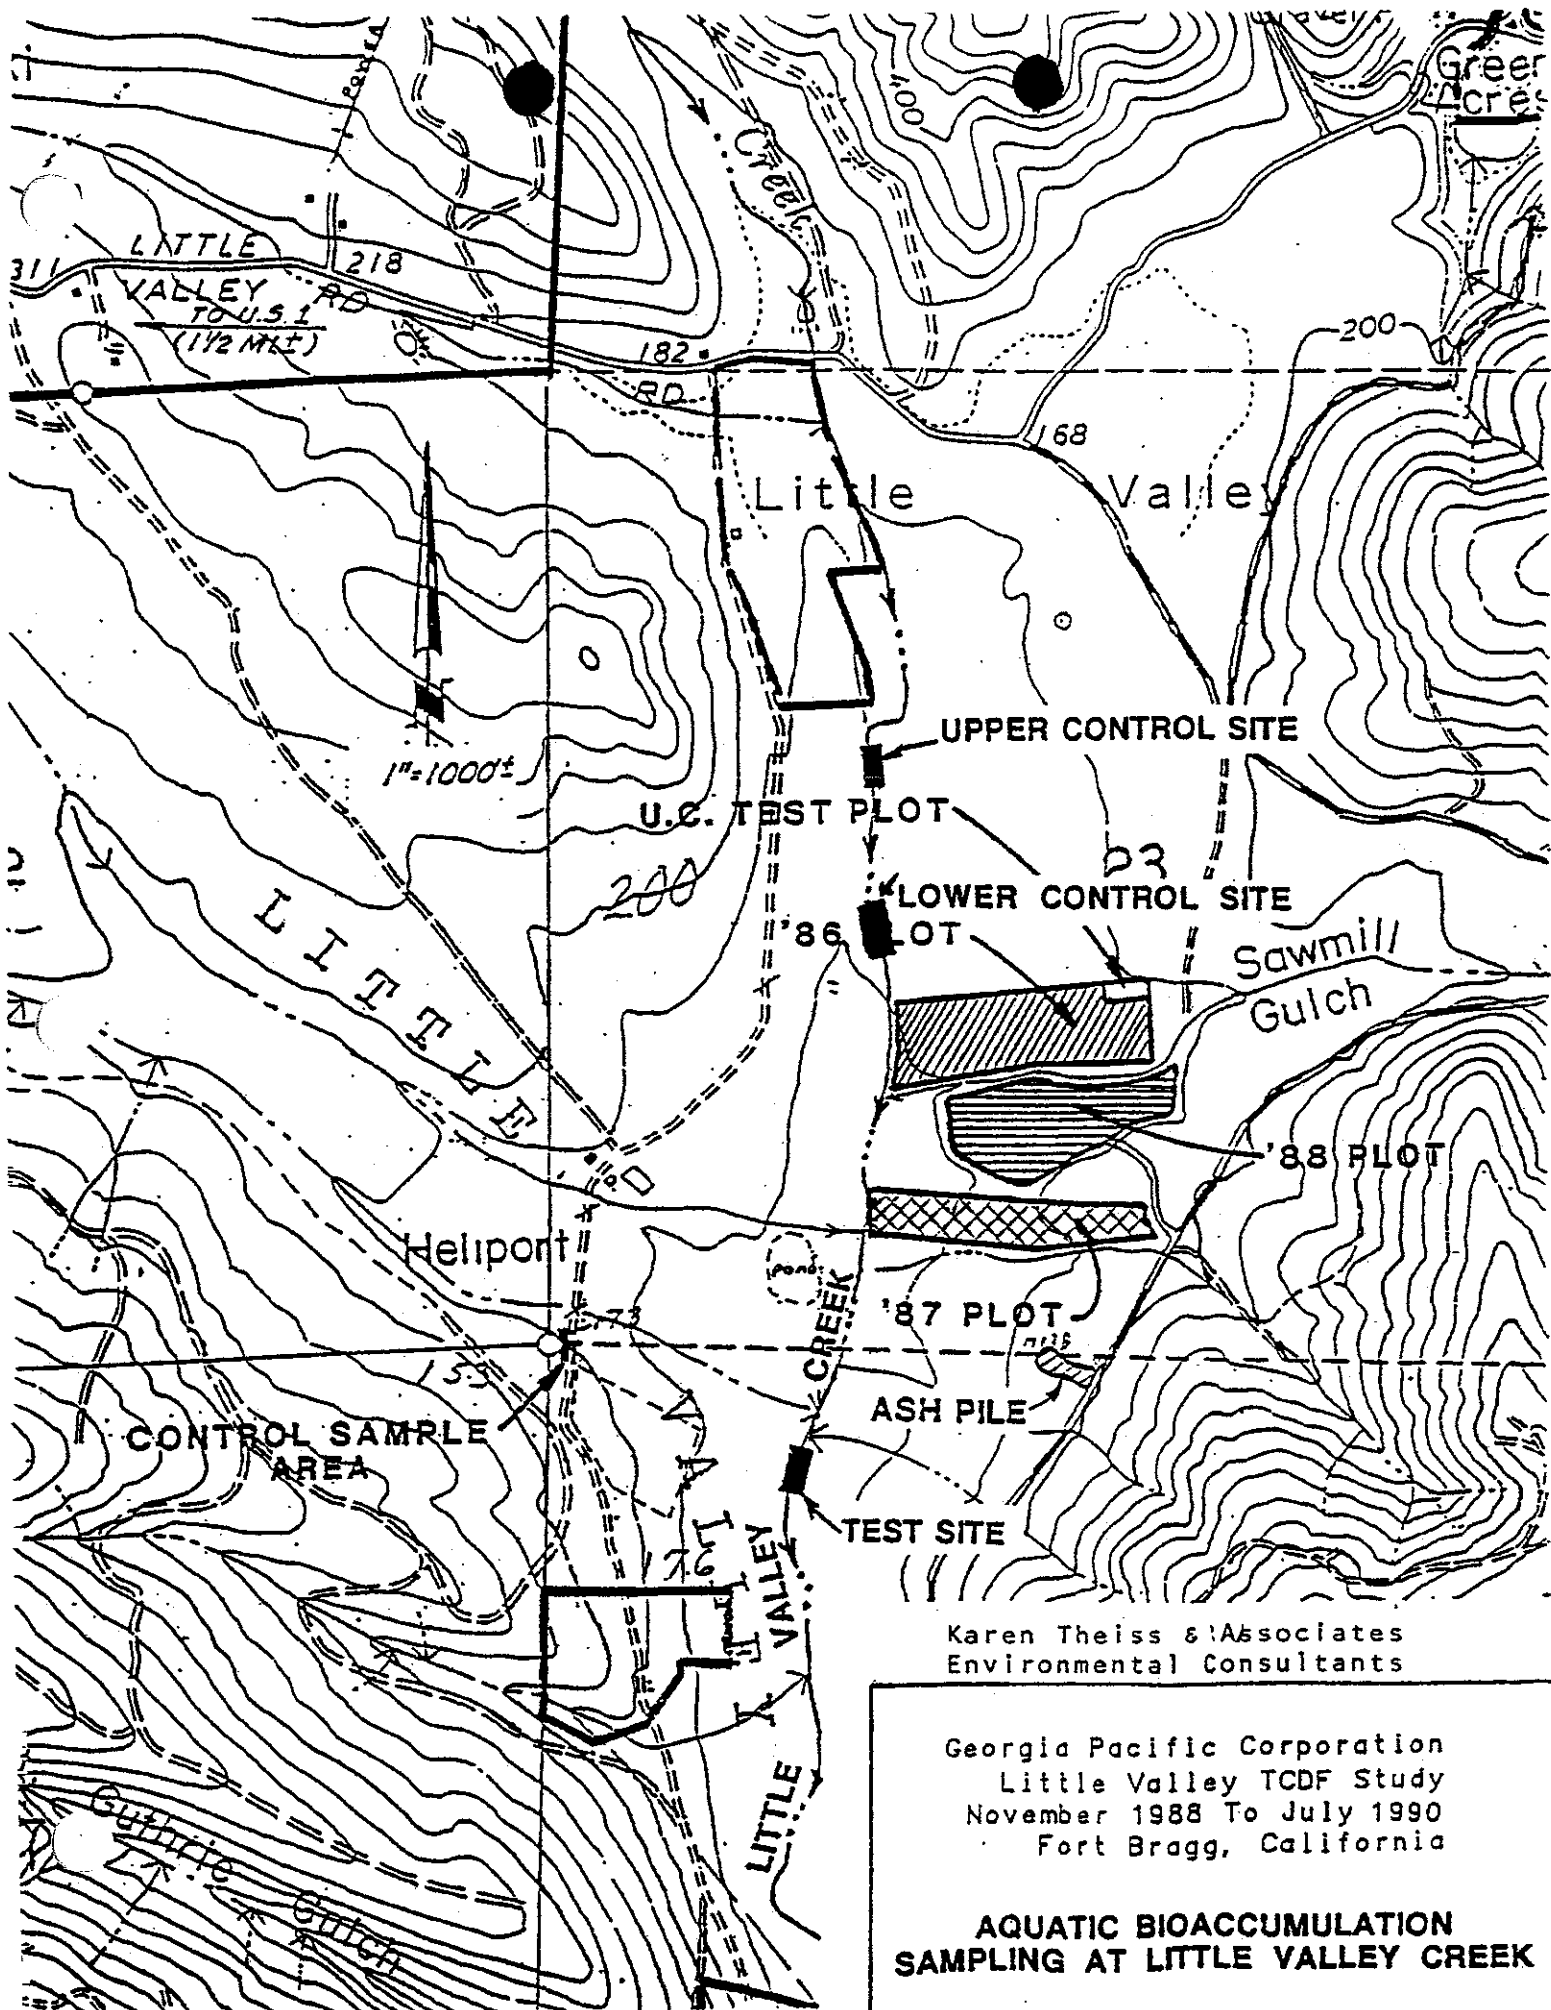 Green
Acres
400
Creek
LITTLE
311
218
VALLEY
RD
TO U.S. 1
(1 1/2 MI±)
200
182
RD
168
Little Valley
UPPER CONTROL SITE
1"=1000'±
U.C. TEST PLOT
23
200
LOWER CONTROL SITE
'86 PLOT
LITTLE
Sawmill
Gulch
'88 PLOT
Heliport
Pond
'87 PLOT
CREEK
ASH PILE
CONTROL SAMPLE
AREA
TEST SITE
VALLEY
LITTLE
Karen Theiss & Associates
Environmental Consultants
Georgia Pacific Corporation
Little Valley TCDF Study
November 1988 To July 1990
Fort Bragg, California
Guthrie
Gulch
AQUATIC BIOACCUMULATION
SAMPLING AT LITTLE VALLEY CREEK